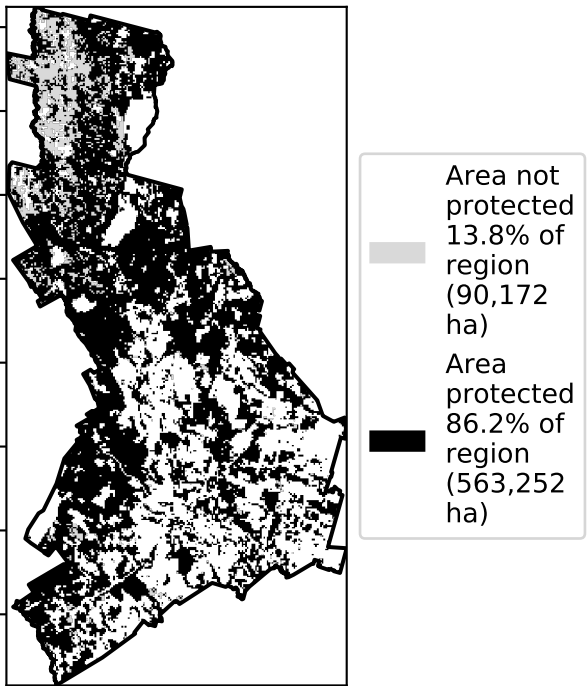 Area not
protected
13.8% of
region
(90,172
ha)
Area
protected
86.2% of
region
(563,252
ha)